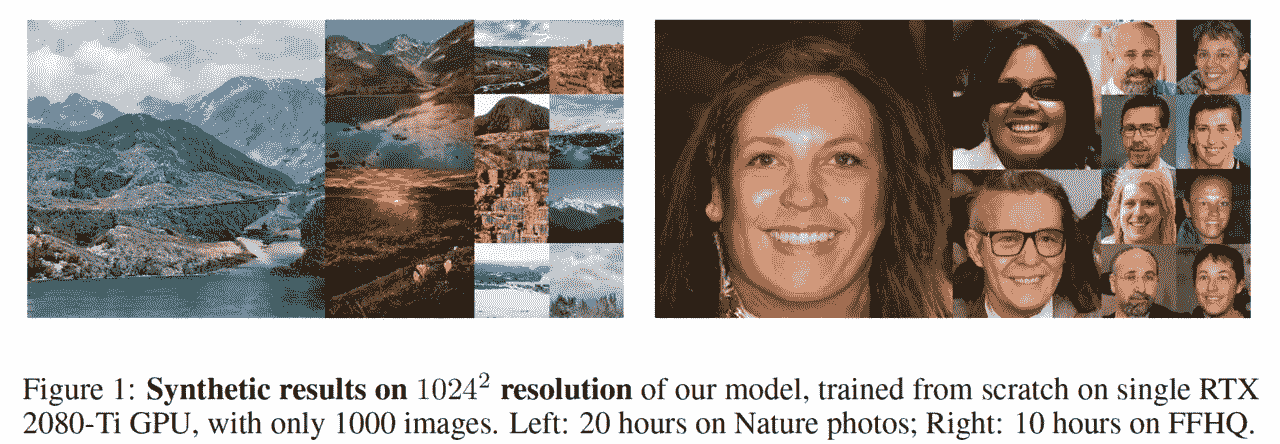 Figure 1: Synthetic results on 1024² resolution of our model, trained from scratch on single RTX
2080-Ti GPU, with only 1000 images. Left: 20 hours on Nature photos; Right: 10 hours on FFHQ.